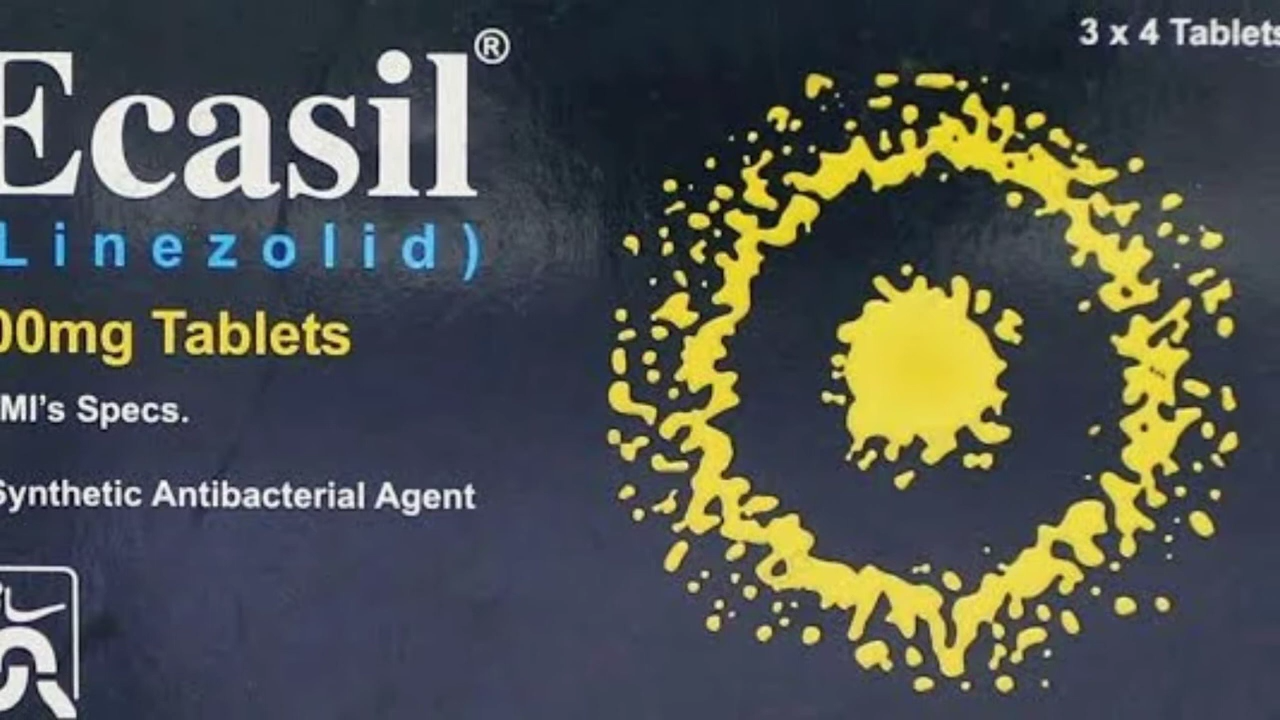 3 x 4 Tablets
Ecasil®
Linezolid)
00mg Tablets
MI's Specs.
Synthetic Antibacterial Agent